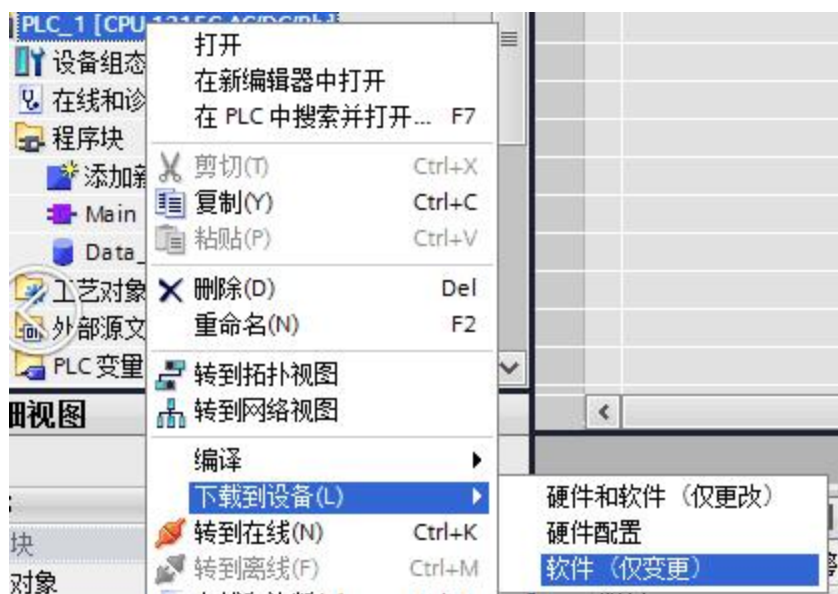 PLC_1 [CPU 1215C AC/DC/Rly]
设备组态
在线和诊
程序块
添加新
Main
Data_
工艺对象
外部源文
PLC 变量
细视图
块
对象
打开
在新编辑器中打开
在 PLC 中搜索并打开... F7
剪切(T) Ctrl+X
复制(Y) Ctrl+C
粘贴(P) Ctrl+V
删除(D) Del
重命名(N) F2
转到拓扑视图
转到网络视图
编译
下载到设备(L)
转到在线(N) Ctrl+K
转到离线(F) Ctrl+M
硬件和软件（仅更改）
硬件配置
软件（仅变更）